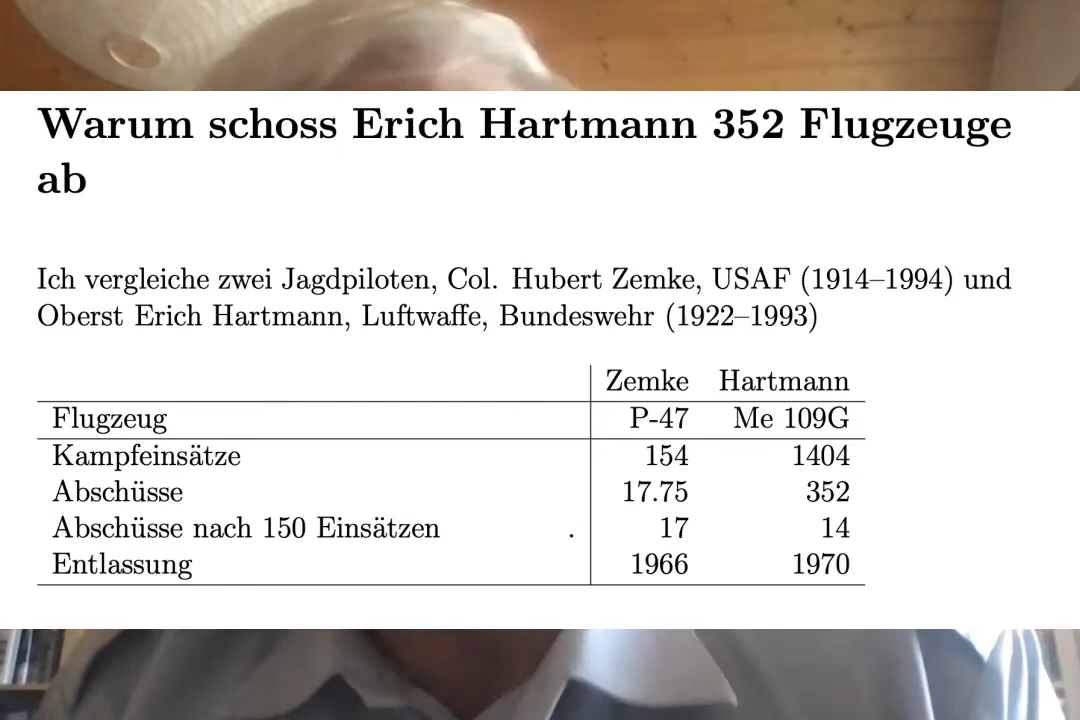 Warum schoss Erich Hartmann 352 Flugzeuge
ab
Ich vergleiche zwei Jagdpiloten, Col. Hubert Zemke, USAF (1914–1994) und
Oberst Erich Hartmann, Luftwaffe, Bundeswehr (1922–1993)
Zemke Hartmann
Flugzeug P-47 Me 109G
Kampfeinsätze 154 1404
Abschüsse 17.75 352
Abschüsse nach 150 Einsätzen . 17 14
Entlassung 1966 1970